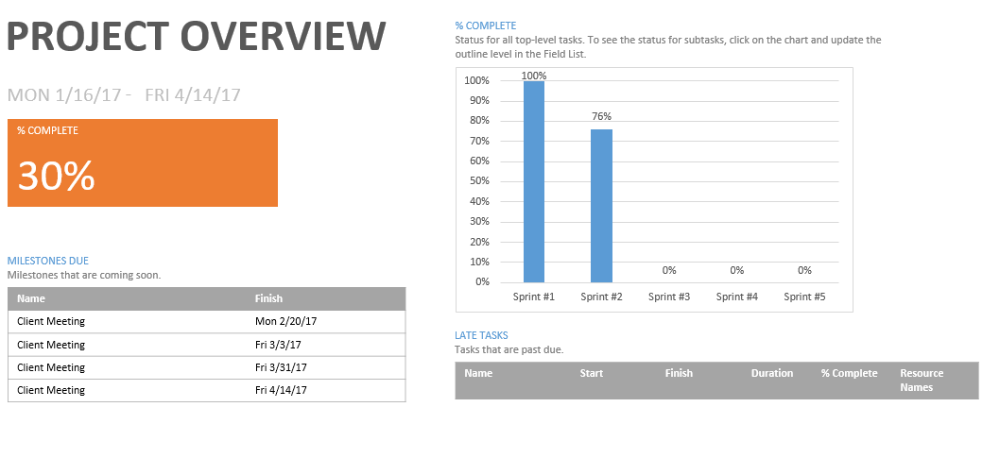 PROJECT OVERVIEW
MON 1/16/17 - FRI 4/14/17
% COMPLETE
30%
MILESTONES DUE
Milestones that are coming soon.
Name Finish
Client Meeting Mon 2/20/17
Client Meeting Fri 3/3/17
Client Meeting Fri 3/31/17
Client Meeting Fri 4/14/17
% COMPLETE
Status for all top-level tasks. To see the status for subtasks, click on the chart and update the
outline level in the Field List.
100%
90%
80%
70%
60%
50%
40%
30%
20%
10%
0%
100%
76%
0% 0% 0%
Sprint #1 Sprint #2 Sprint #3 Sprint #4 Sprint #5
LATE TASKS
Tasks that are past due.
Name Start Finish Duration % Complete Resource
Names